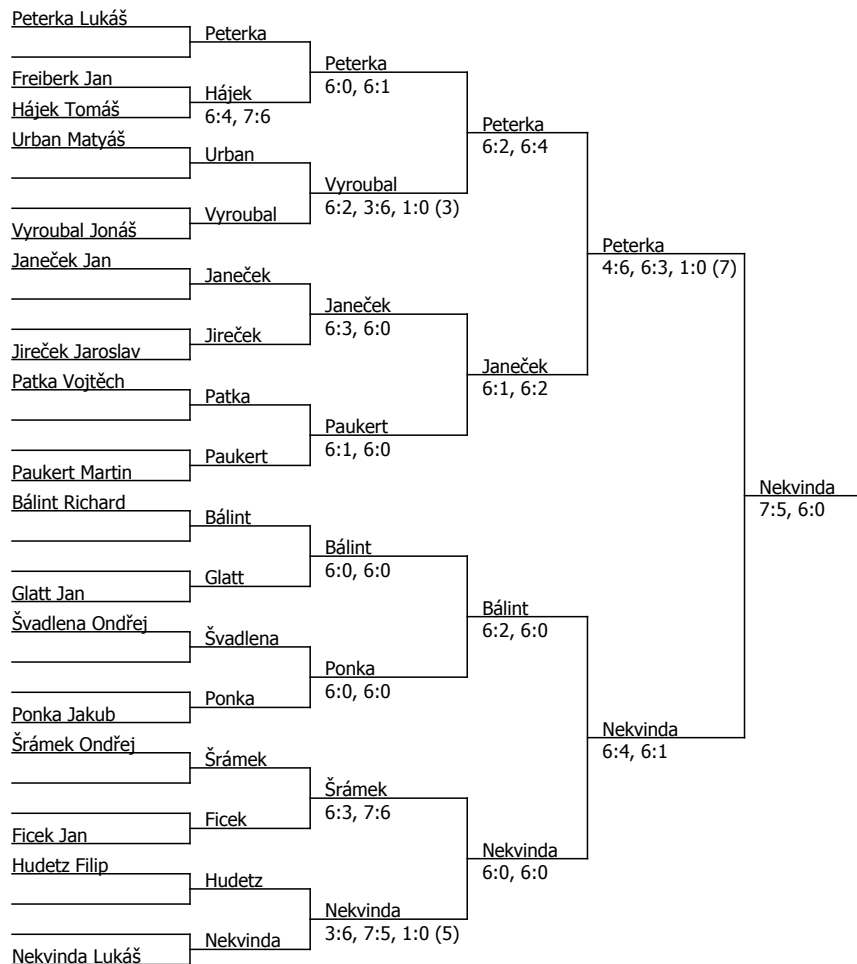 Peterka Lukáš
Freiberk Jan
Hájek Tomáš
Urban Matyáš
Vyroubal Jonáš
Janeček Jan
Jireček Jaroslav
Patka Vojtěch
Paukert Martin
Bálint Richard
Glatt Jan
Švadlena Ondřej
Ponka Jakub
Šrámek Ondřej
Ficek Jan
Hudetz Filip
Nekvinda Lukáš
Peterka
Hájek
6:4, 7:6
Urban
Vyroubal
Janeček
Jireček
Patka
Paukert
Bálint
Glatt
Švadlena
Ponka
Šrámek
Ficek
Hudetz
Nekvinda
Peterka
6:0, 6:1
Vyroubal
6:2, 3:6, 1:0 (3)
Janeček
6:3, 6:0
Paukert
6:1, 6:0
Bálint
6:0, 6:0
Ponka
6:0, 6:0
Šrámek
6:3, 7:6
Nekvinda
3:6, 7:5, 1:0 (5)
Peterka
6:2, 6:4
Janeček
6:1, 6:2
Bálint
6:2, 6:0
Nekvinda
6:0, 6:0
Peterka
4:6, 6:3, 1:0 (7)
Nekvinda
6:4, 6:1
Nekvinda
7:5, 6:0